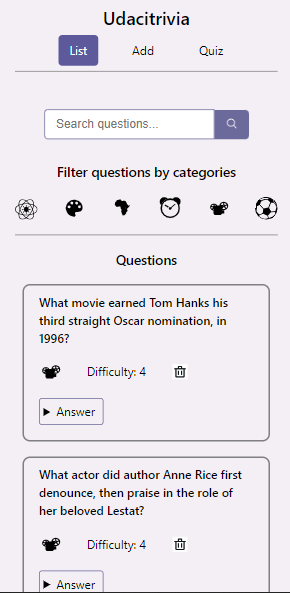 Udacitrivia
List Add Quiz
Search questions...
Filter questions by categories
Questions
What movie earned Tom Hanks his
third straight Oscar nomination, in
1996?
Difficulty: 4
Answer
What actor did author Anne Rice first
denounce, then praise in the role of
her beloved Lestat?
Difficulty: 4
Answer